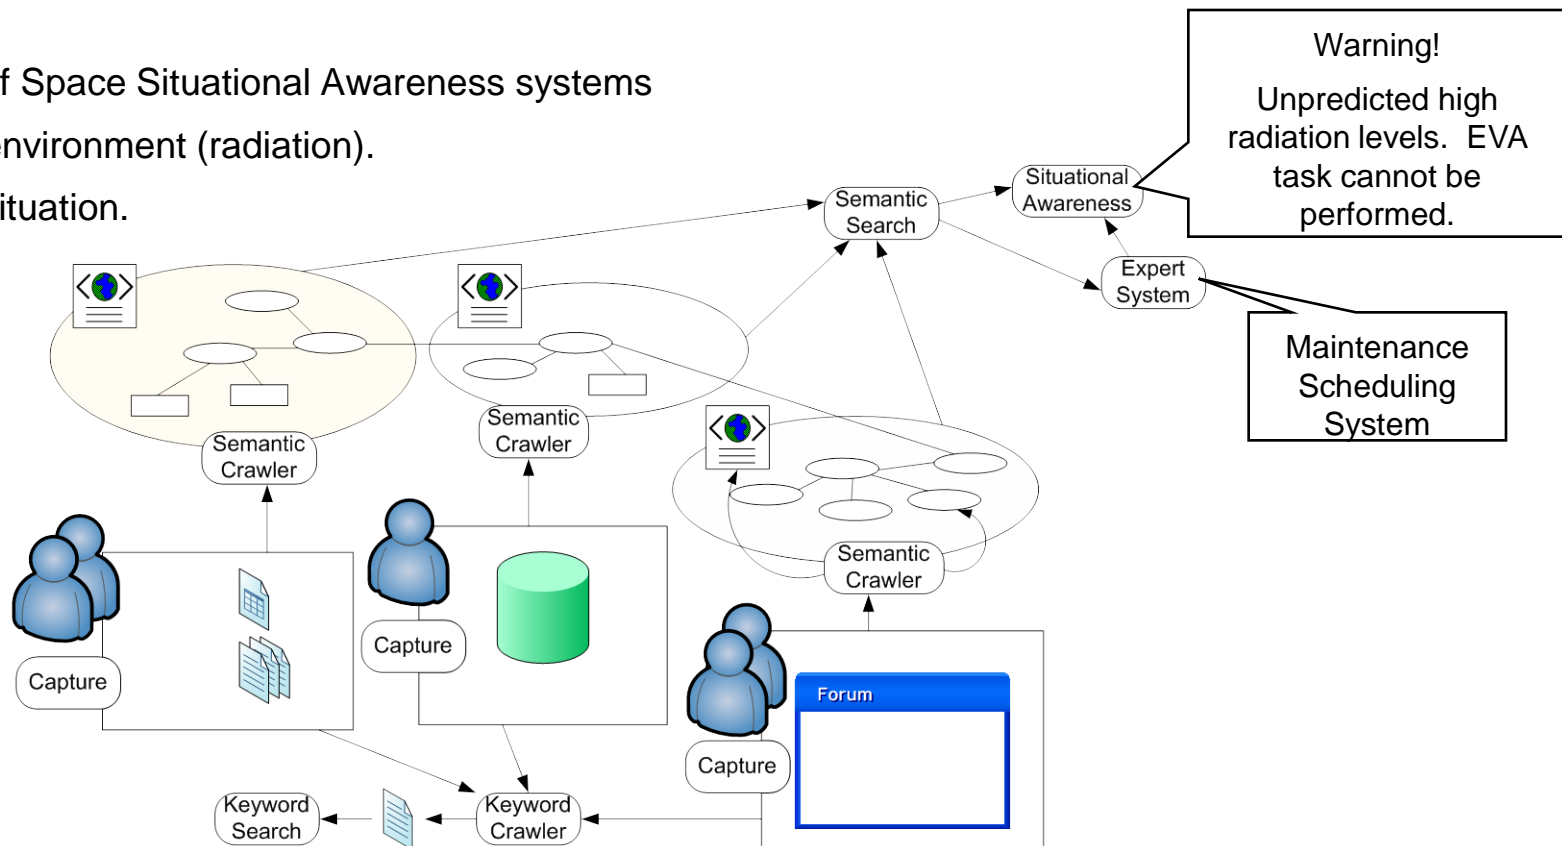 f Space Situational Awareness systems
environment (radiation).
ituation.
Warning!
Unpredicted high
radiation levels.  EVA
task cannot be
performed.
Situational
Awareness
Semantic
Search
Expert
System
Maintenance
Scheduling
System
Semantic
Crawler
Semantic
Crawler
Semantic
Crawler
Capture
Capture
Capture
Forum
Keyword
Search
Keyword
Crawler